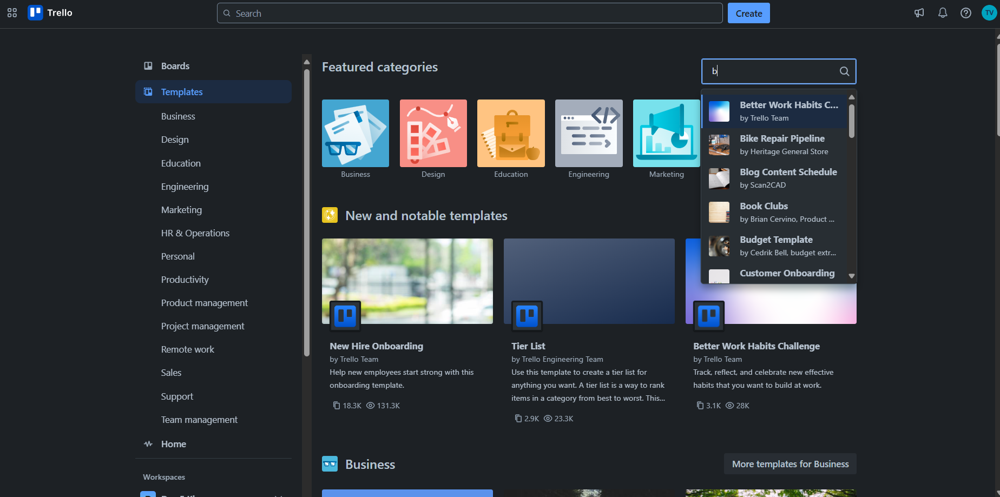 Trello
Search
Create
TV
Boards
Templates
Business
Design
Education
Engineering
Marketing
HR & Operations
Personal
Productivity
Product management
Project management
Remote work
Sales
Support
Team management
Home
Workspaces
Featured categories
b
Business
Design
Education
Engineering
Marketing
Better Work Habits C...
by Trello Team
Bike Repair Pipeline
by Heritage General Store
Blog Content Schedule
by Scan2CAD
Book Clubs
by Brian Cervino, Product ...
Budget Template
by Cedrik Bell, budget extr...
Customer Onboarding
New and notable templates
New Hire Onboarding
by Trello Team
Help new employees start strong with this
onboarding template.
18.3K
131.3K
Tier List
by Trello Engineering Team
Use this template to create a tier list for
anything you want. A tier list is a way to rank
items in a category from best to worst. This...
2.9K
23.3K
Better Work Habits Challenge
by Trello Team
Track, reflect, and celebrate new effective
habits that you want to build at work.
3.1K
28K
Business
More templates for Business